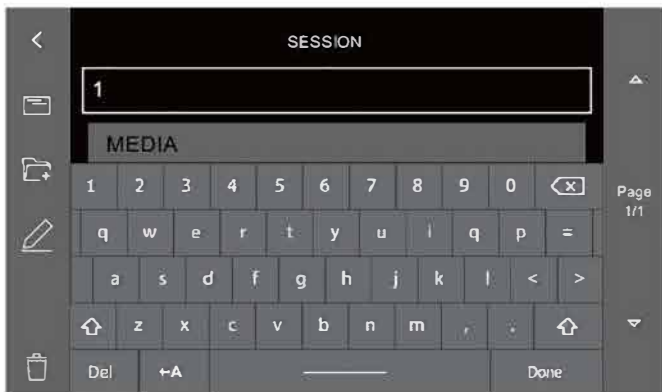 SESSION
1
MEDIA
1 2 3 4 5 6 7 8 9 0
Page
1/1
q w e r t y u i q p =
a s d f g h j k l < >
z x c v b n m , .
Del ←A Done